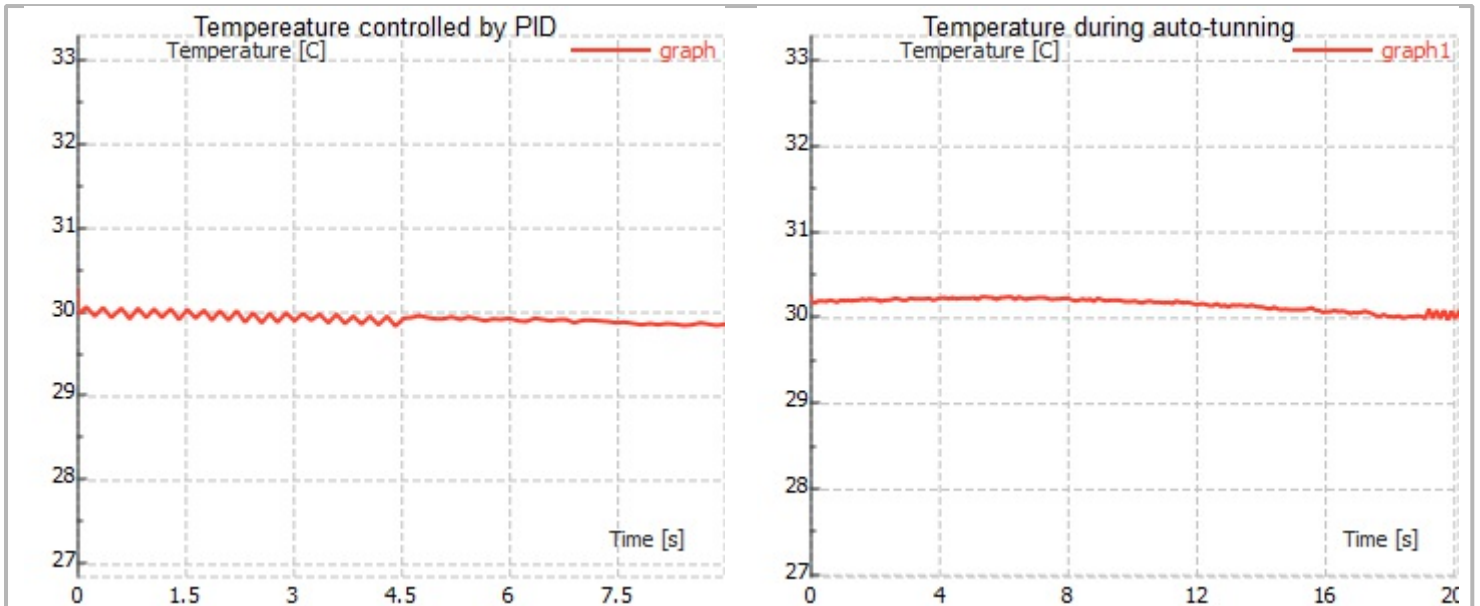 Tempereature controlled by PID
Temperature [C]
graph
33
32
31
30
29
28
27
Time [s]
0 1.5 3 4.5 6 7.5
Temperature during auto-tunning
Temperature [C]
graph1
33
32
31
30
29
28
27
Time [s]
0 4 8 12 16 20